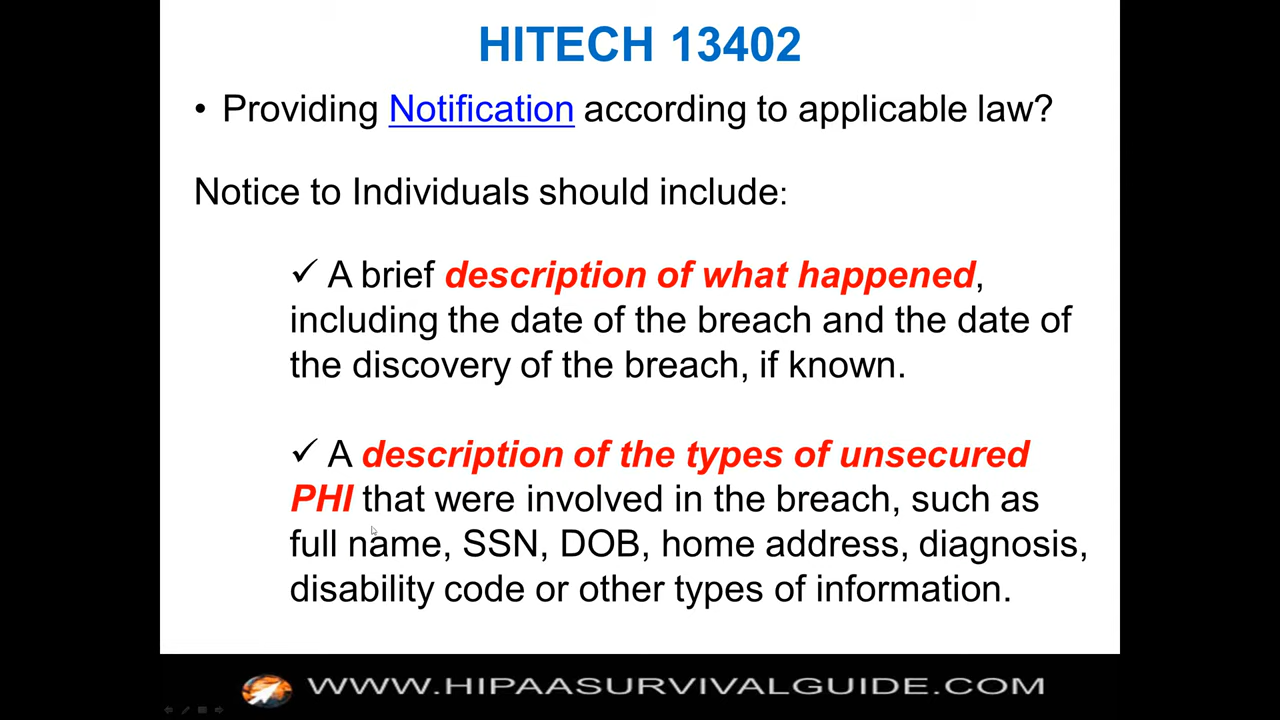 HITECH 13402
• Providing Notification according to applicable law?
Notice to Individuals should include:
✓ A brief description of what happened,
including the date of the breach and the date of
the discovery of the breach, if known.
✓ A description of the types of unsecured
PHI that were involved in the breach, such as
full name, SSN, DOB, home address, diagnosis,
disability code or other types of information.
WWW.HIPAASURVIVALGUIDE.COM